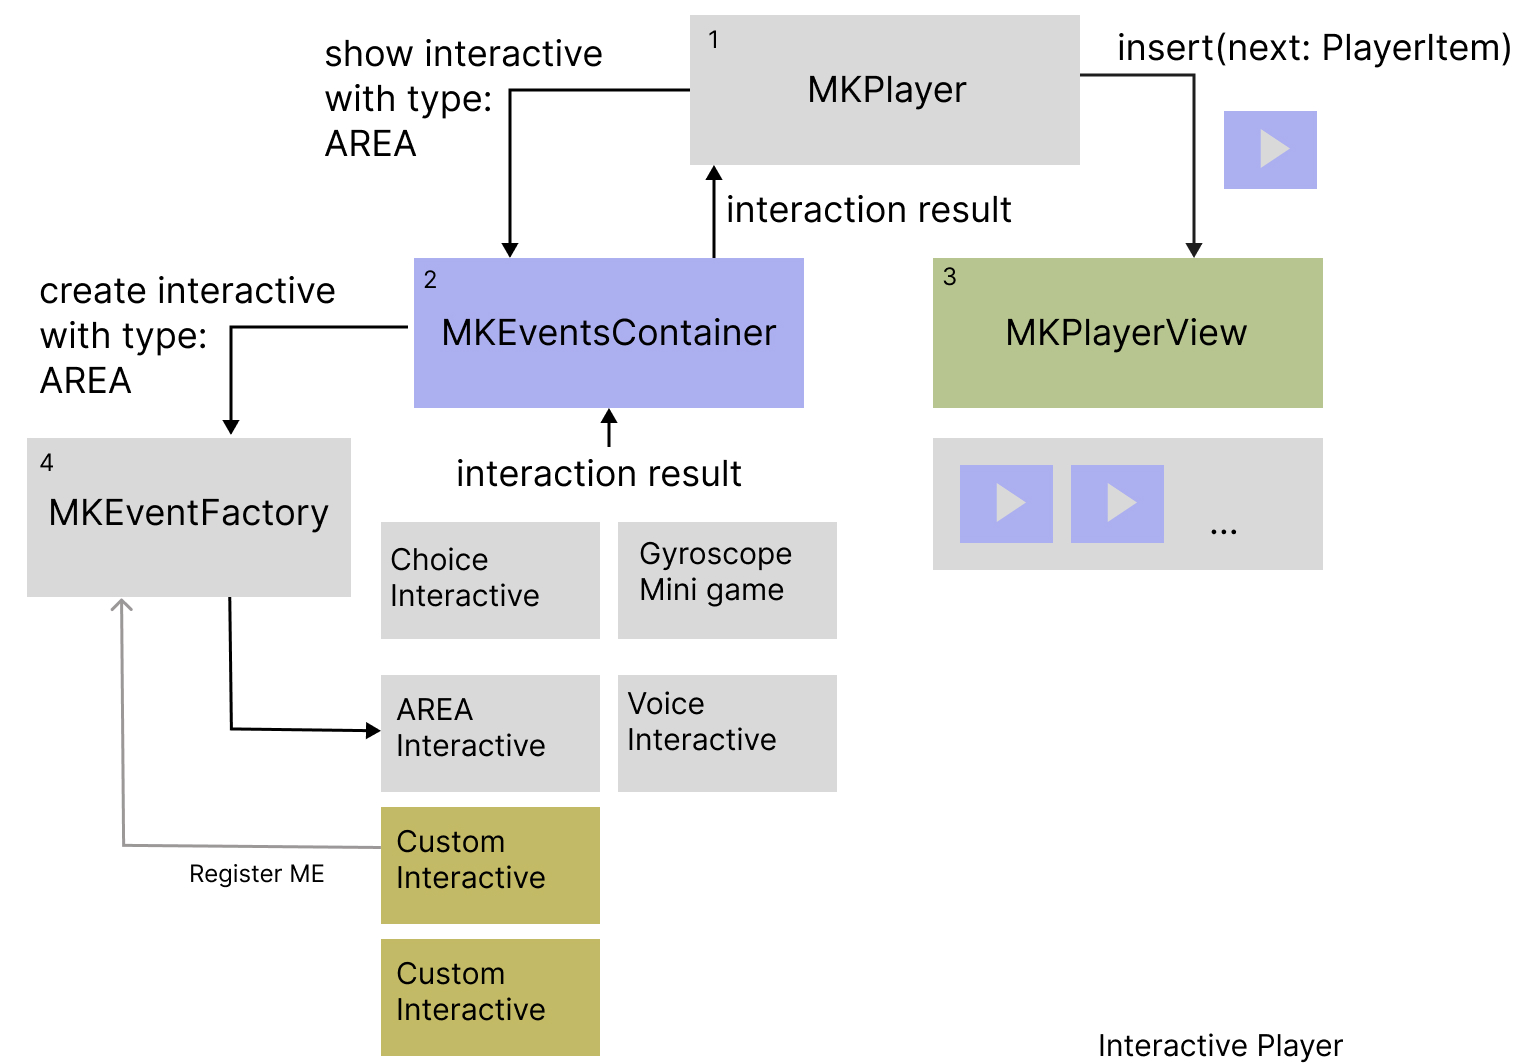 1
MKPlayer
show interactive
with type:
AREA
insert(next: PlayerItem)
interaction result
2
MKEventsContainer
3
MKPlayerView
create interactive
with type:
AREA
4
MKEventFactory
interaction result
...
Choice
Interactive
Gyroscope
Mini game
AREA
Interactive
Voice
Interactive
Custom
Interactive
Register ME
Custom
Interactive
Interactive Player